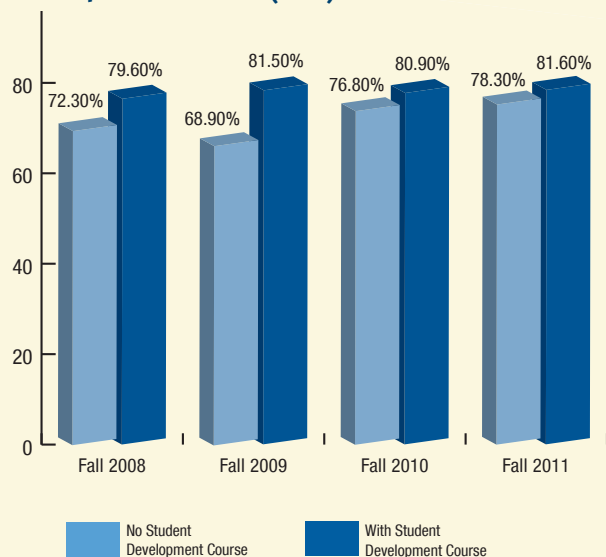 79.60%
81.50%
80.90%
81.60%
72.30%
68.90%
76.80%
78.30%
80
60
40
20
0
Fall 2008
Fall 2009
Fall 2010
Fall 2011
No Student
Development Course
With Student
Development Course